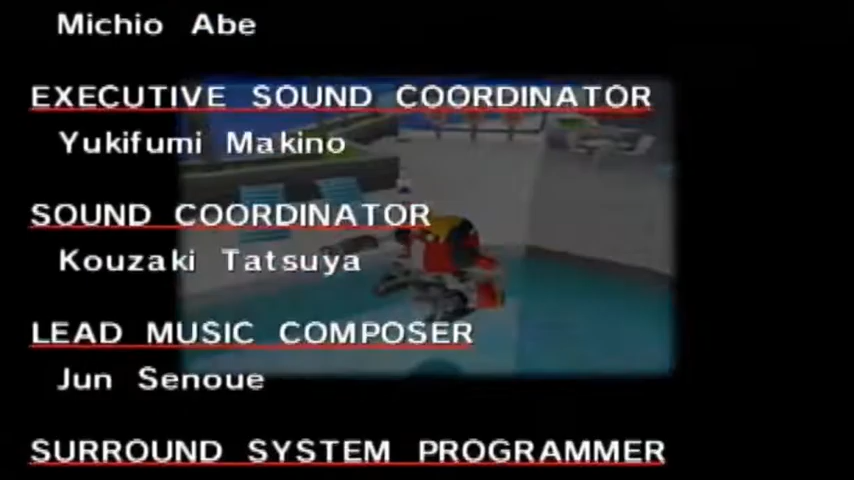 Michio Abe
EXECUTIVE SOUND COORDINATOR
Yukifumi Makino
SOUND COORDINATOR
Kouzaki Tatsuya
LEAD MUSIC COMPOSER
Jun Senoue
SURROUND SYSTEM PROGRAMMER